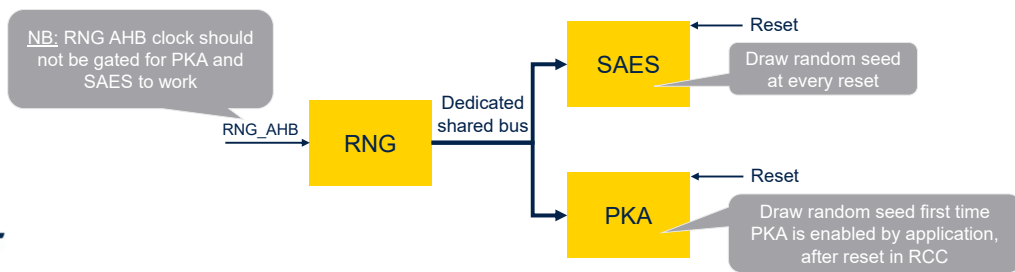 NB: RNG AHB clock should
not be gated for PKA and
SAES to work
RNG_AHB
RNG
Dedicated
shared bus
SAES
Reset
Draw random seed
at every reset
PKA
Reset
Draw random seed first time
PKA is enabled by application,
after reset in RCC